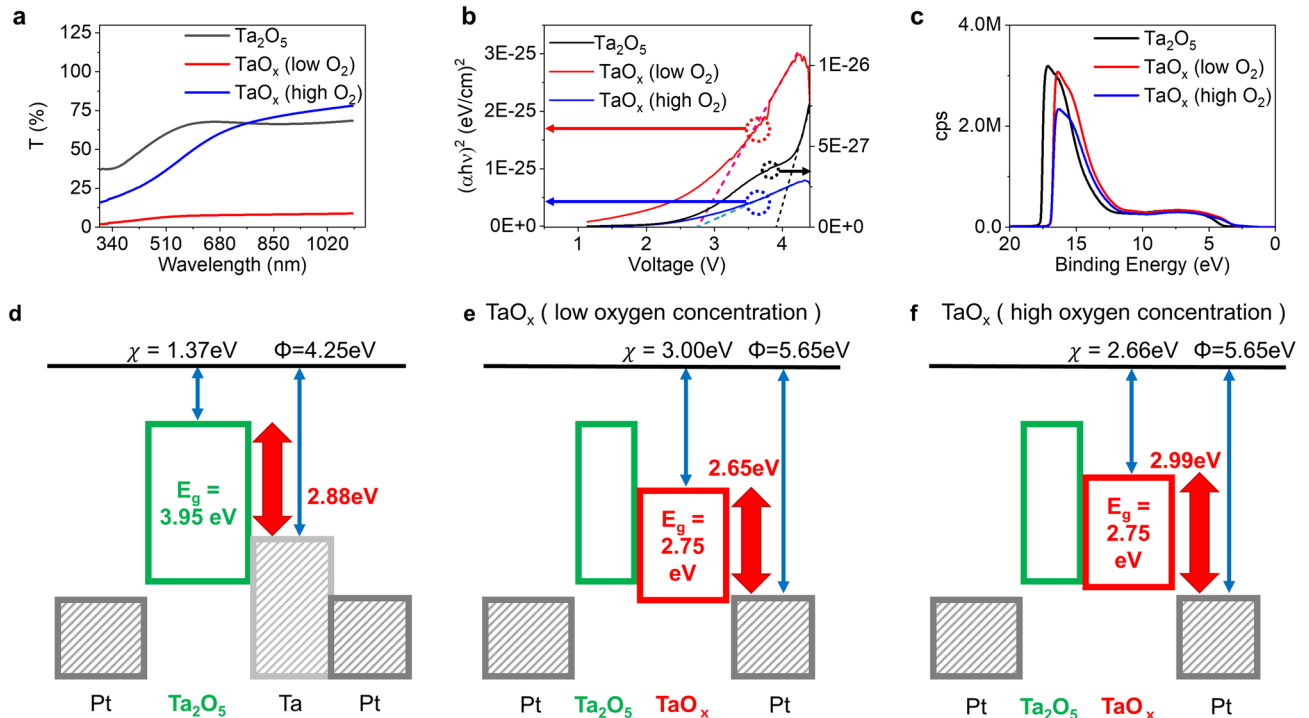 a
125
100
75
50
25
0
T (%)
340 510 680 850 1020
Wavelength (nm)
Ta₂O₅
TaOₓ (low O₂)
TaOₓ (high O₂)
b
3E-25
2E-25
1E-25
0E+0
(αhν)² (eV/cm)²
1E-26
5E-27
0E+0
1 2 3 4
Voltage (V)
Ta₂O₅
TaOₓ (low O₂)
TaOₓ (high O₂)
c
4.0M
2.0M
0.0
cps
20 15 10 5 0
Binding Energy (eV)
Ta₂O₅
TaOₓ (low O₂)
TaOₓ (high O₂)
d
χ = 1.37eV Φ=4.25eV
E_g =
3.95 eV
2.88eV
Pt Ta₂O₅ Ta Pt
e TaOₓ ( low oxygen concentration )
χ = 3.00eV Φ=5.65eV
2.65eV
E_g =
2.75
eV
Pt Ta₂O₅ TaOₓ Pt
f TaOₓ ( high oxygen concentration )
χ = 2.66eV Φ=5.65eV
2.99eV
E_g =
2.75
eV
Pt Ta₂O₅ TaOₓ Pt